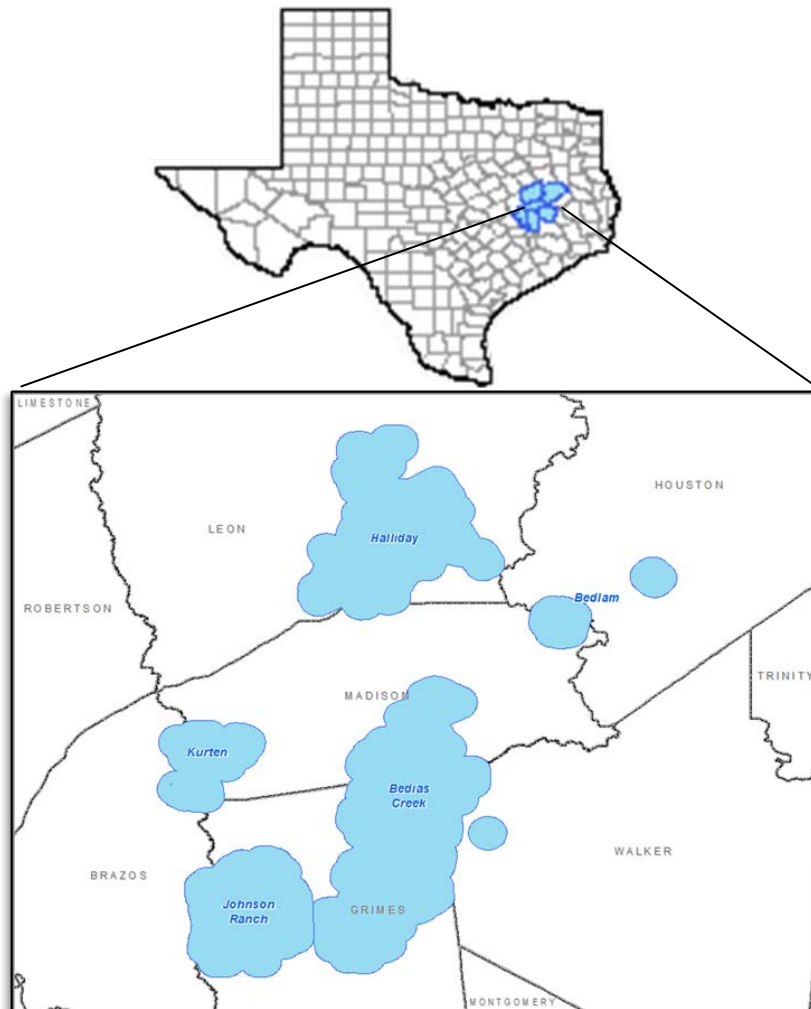 LIMESTONE
HOUSTON
LEON
Halliday
Bedlam
ROBERTSON
TRINITY
MADISON
Kurten
Bedias
Creek
WALKER
BRAZOS
Johnson
Ranch
GRIMES
MONTGOMERY